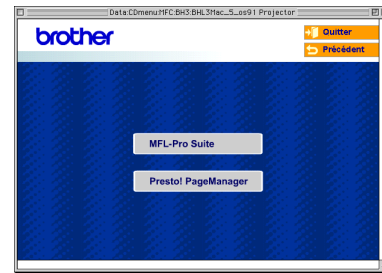 Data:CDmenu:MFC:BH3:BHL3Mac_5_os91 Projector
brother
Quitter
Précédent
MFL-Pro Suite
Presto! PageManager